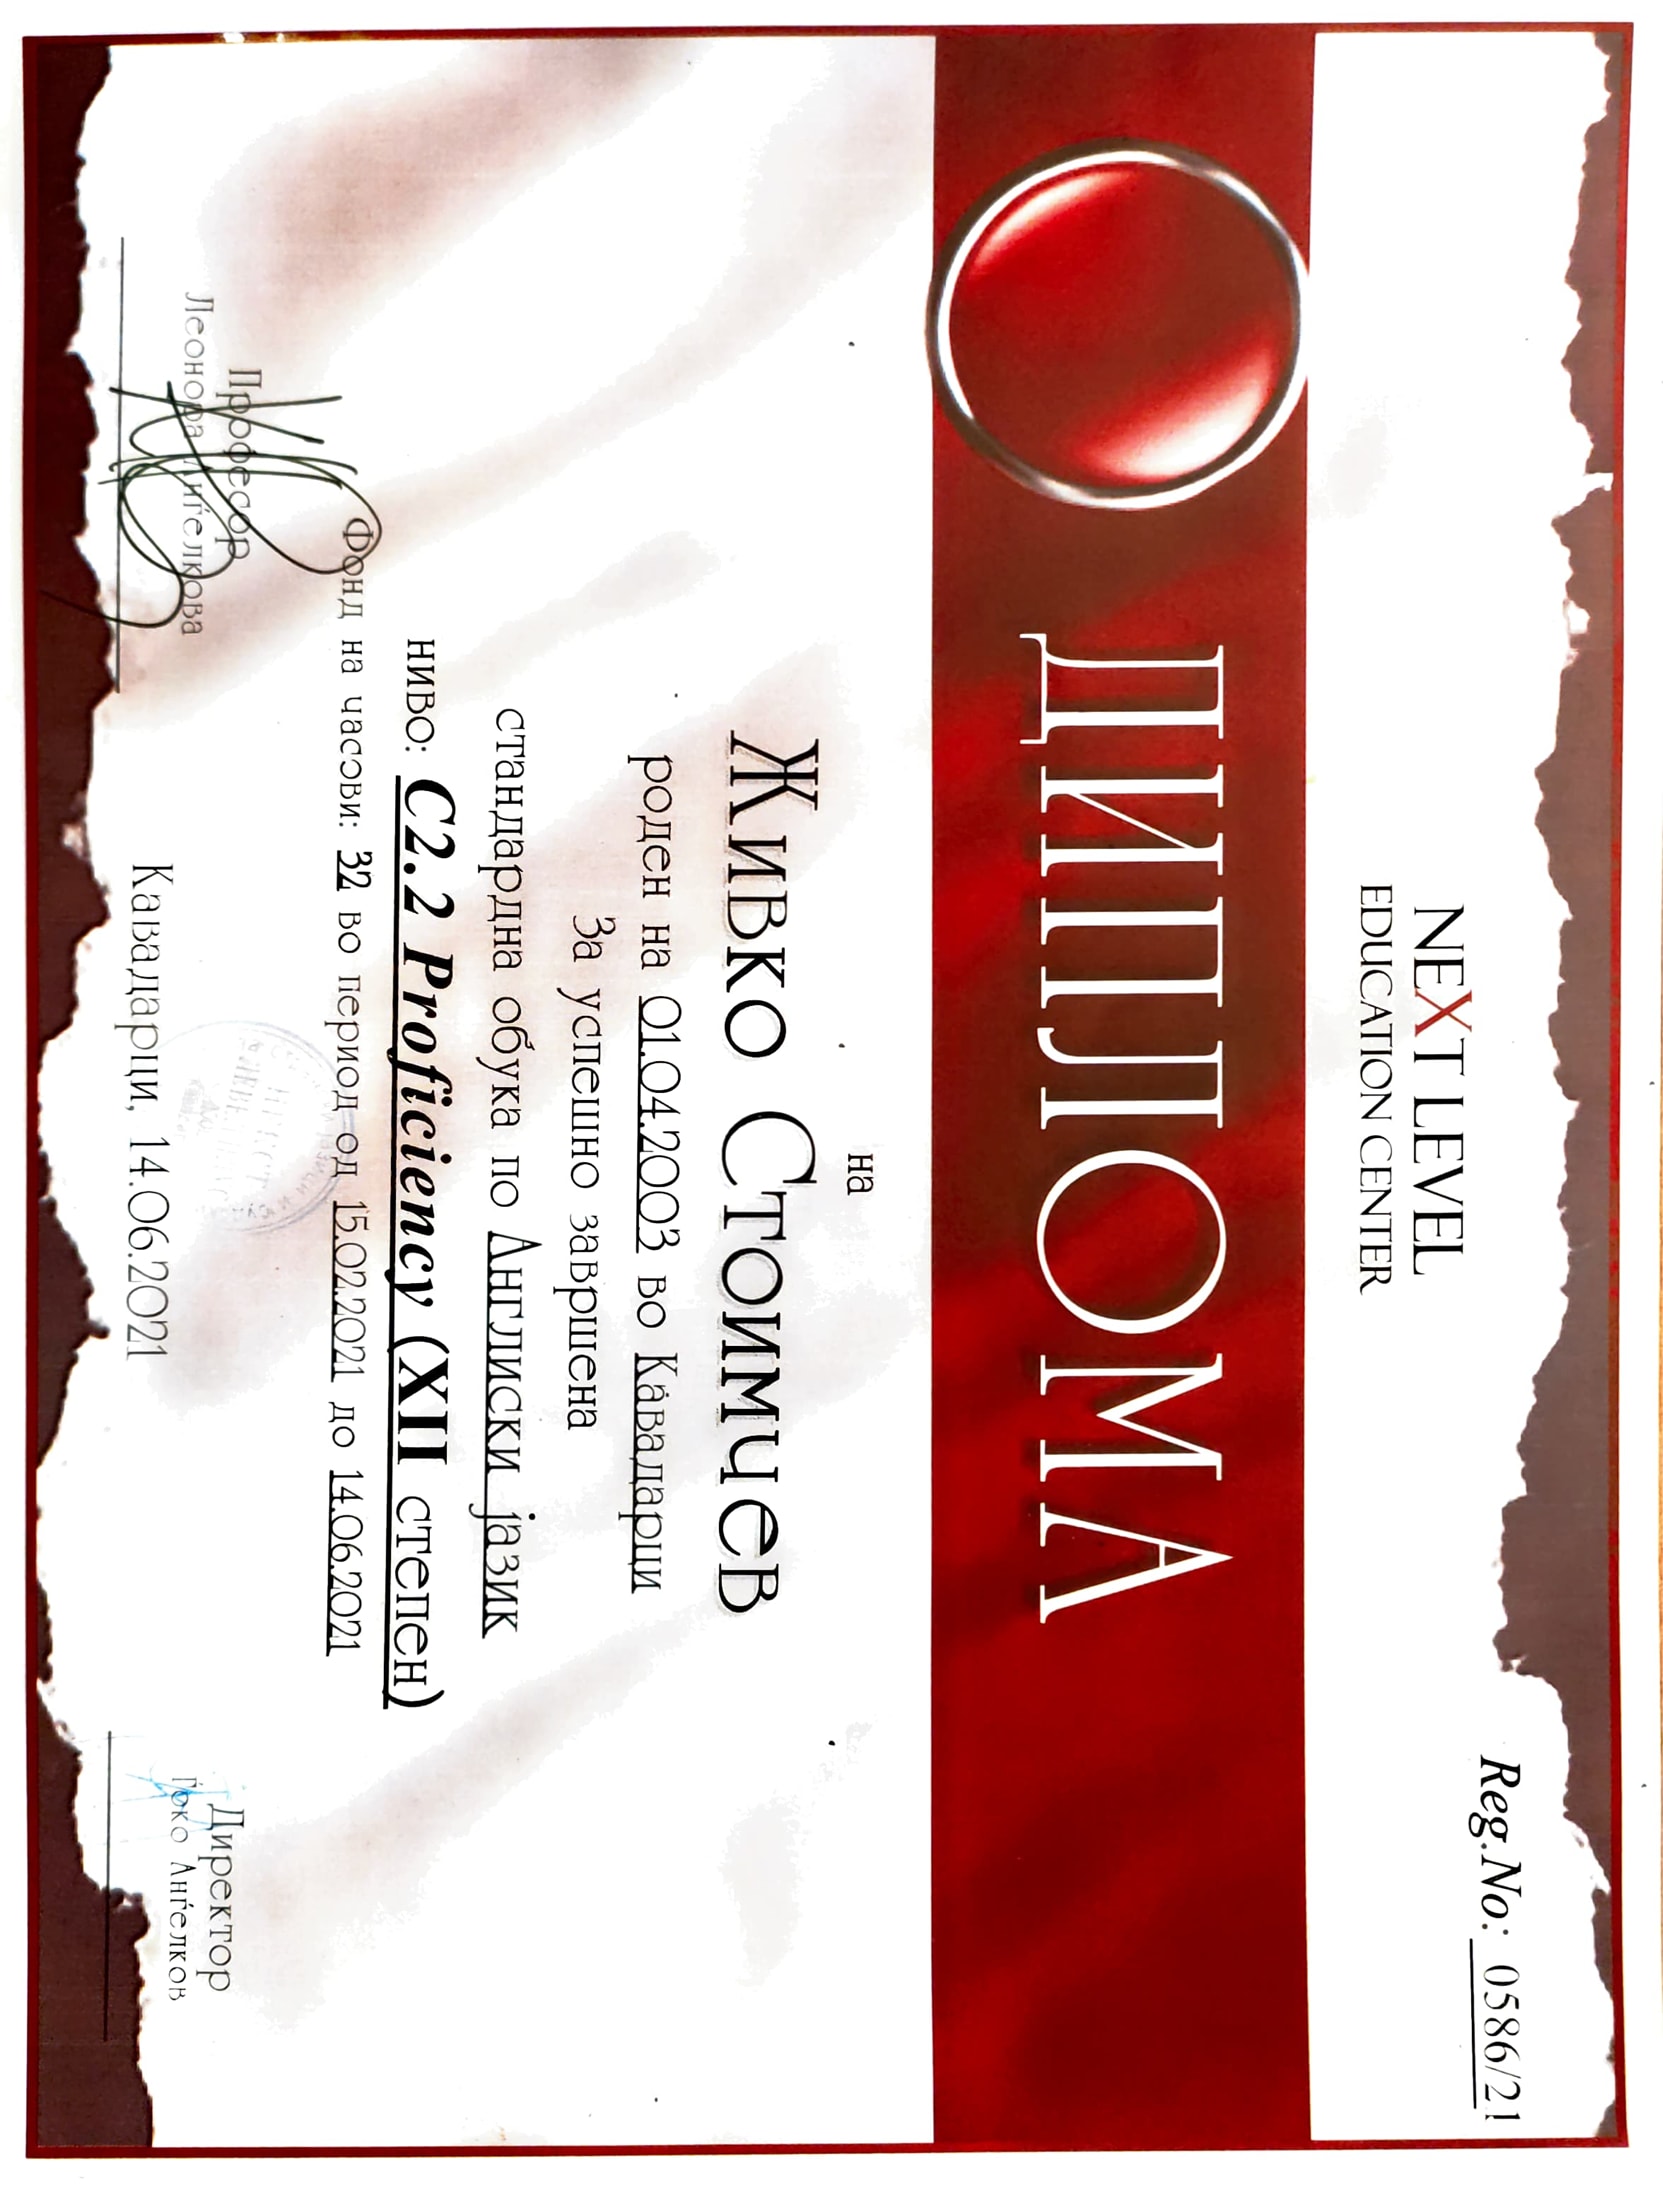 Reg.No: 0586/21
NEXT LEVEL
EDUCATION CENTER
ДИПЛОМА
на
Живко Стоимчев
роден на 01.04.2003 во Кавадарци
За успешно завршена
стандардна обука по Англиски јазик
ниво: C2.2 Proficiency (XII степен)
Фонд на часови: 32 во период од 15.02.2021 до 14.06.2021
Професор
Леонора Анѓелкова
Кавадарци, 14.06.2021
Директор
Ѓоко Анѓелков